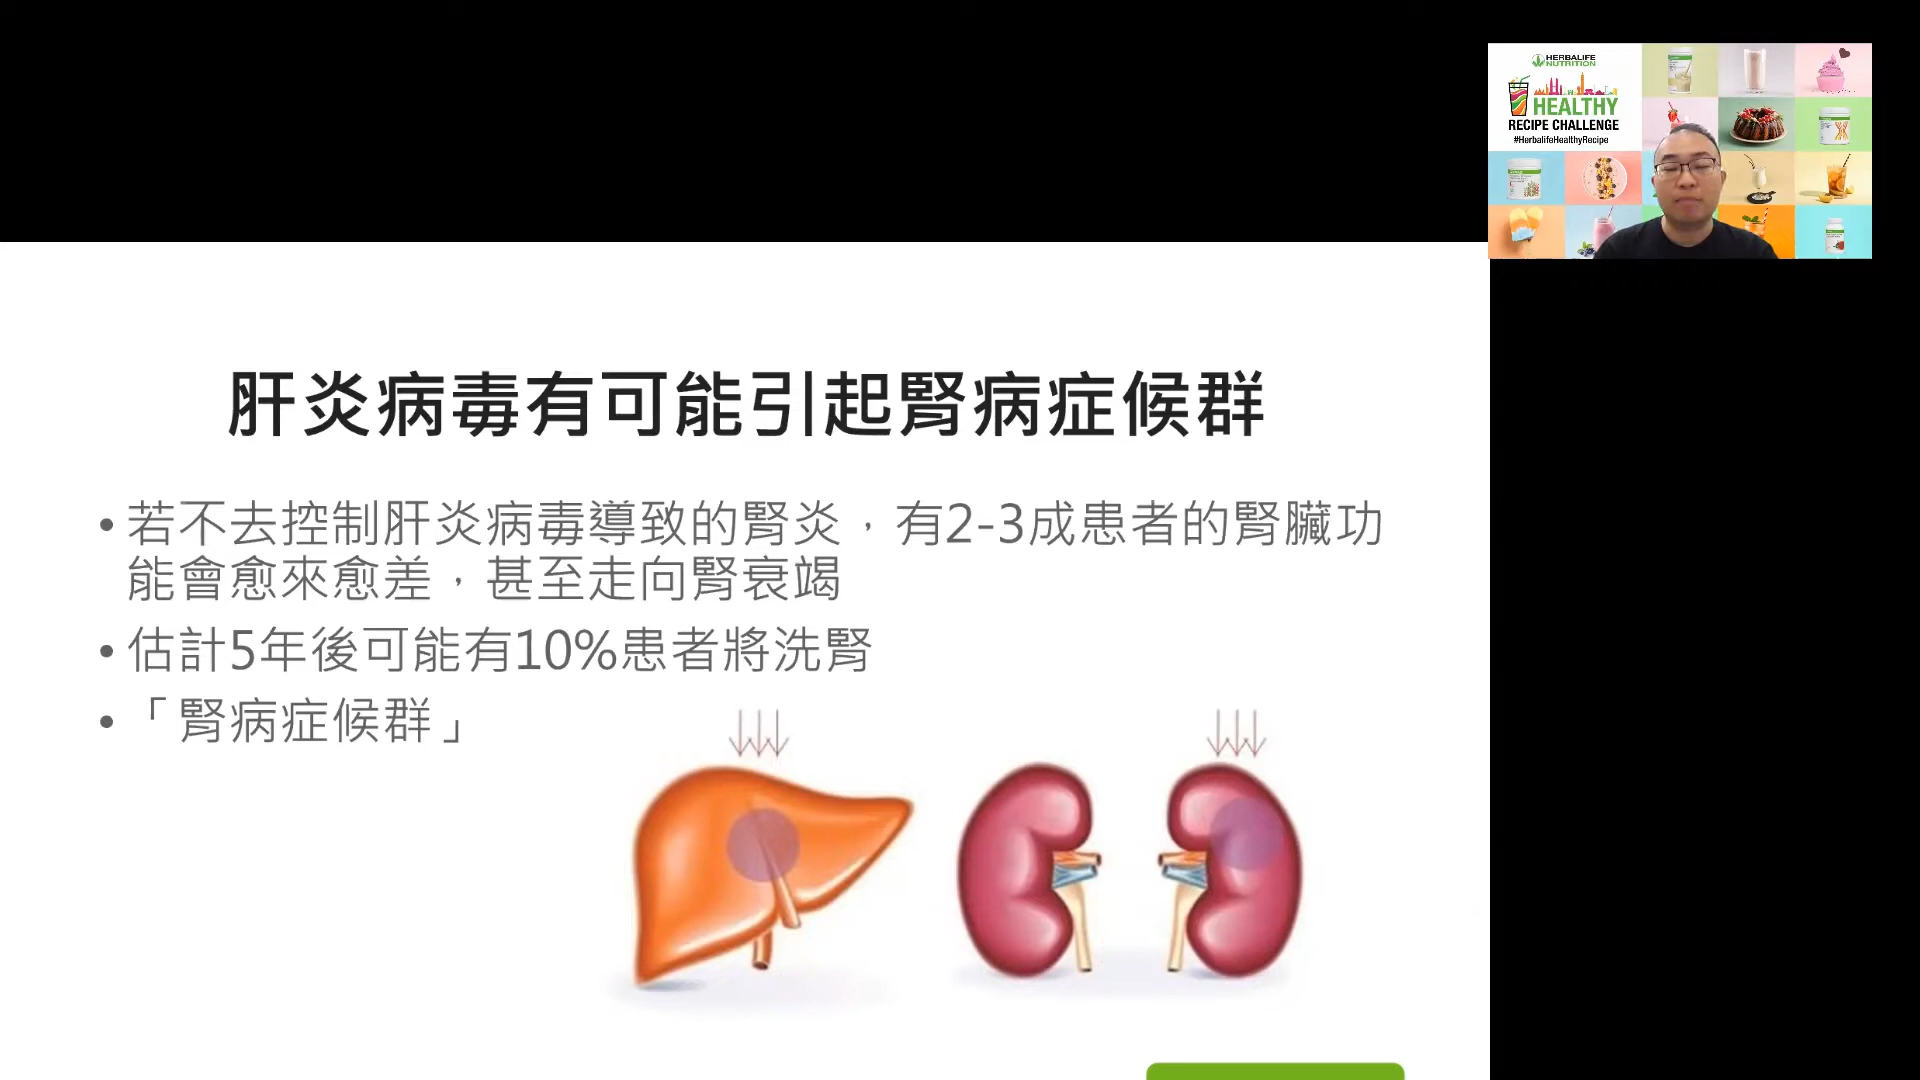 HERBALIFE
NUTRITION
HEALTHY
RECIPE CHALLENGE
#HerbalifeHealthyRecipe
肝炎病毒有可能引起腎病症候群
• 若不去控制肝炎病毒導致的腎炎，有2-3成患者的腎臟功
能會愈來愈差，甚至走向腎衰竭
• 估計5年後可能有10%患者將洗腎
• 「腎病症候群」